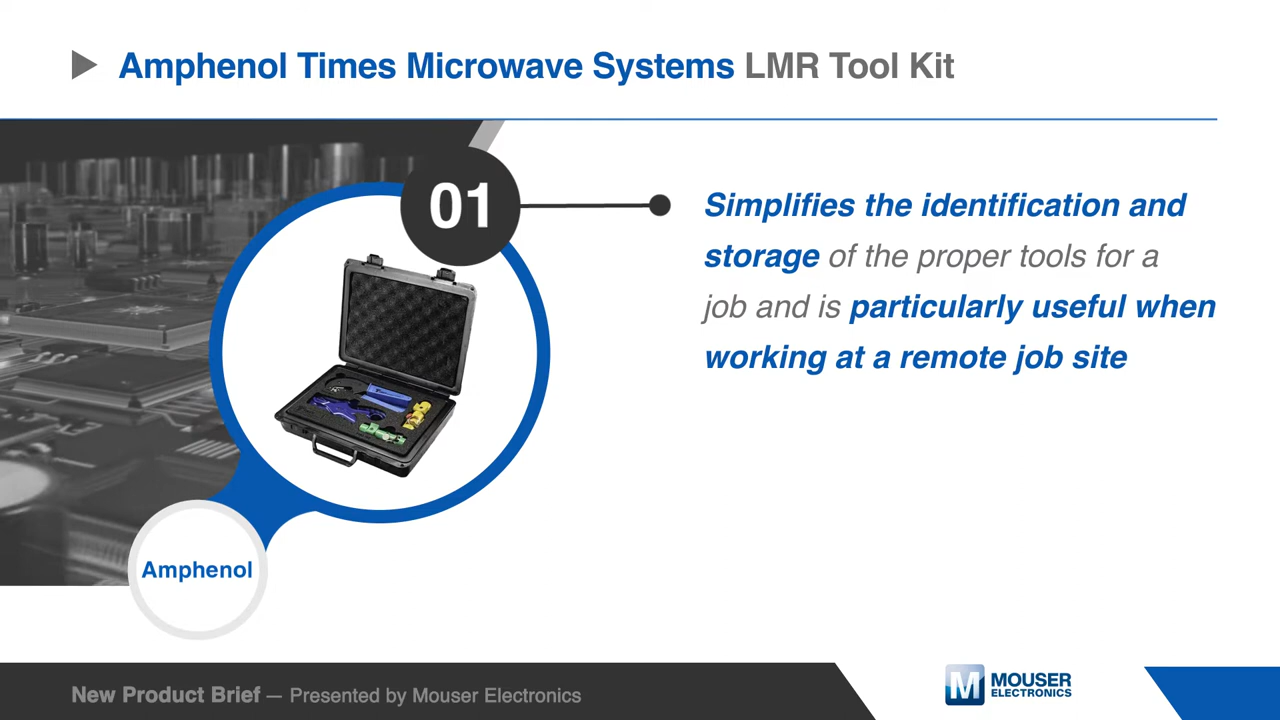 Amphenol Times Microwave Systems LMR Tool Kit
01
Simplifies the identification and
storage of the proper tools for a
job and is particularly useful when
working at a remote job site
Amphenol
New Product Brief — Presented by Mouser Electronics
M MOUSER
ELECTRONICS